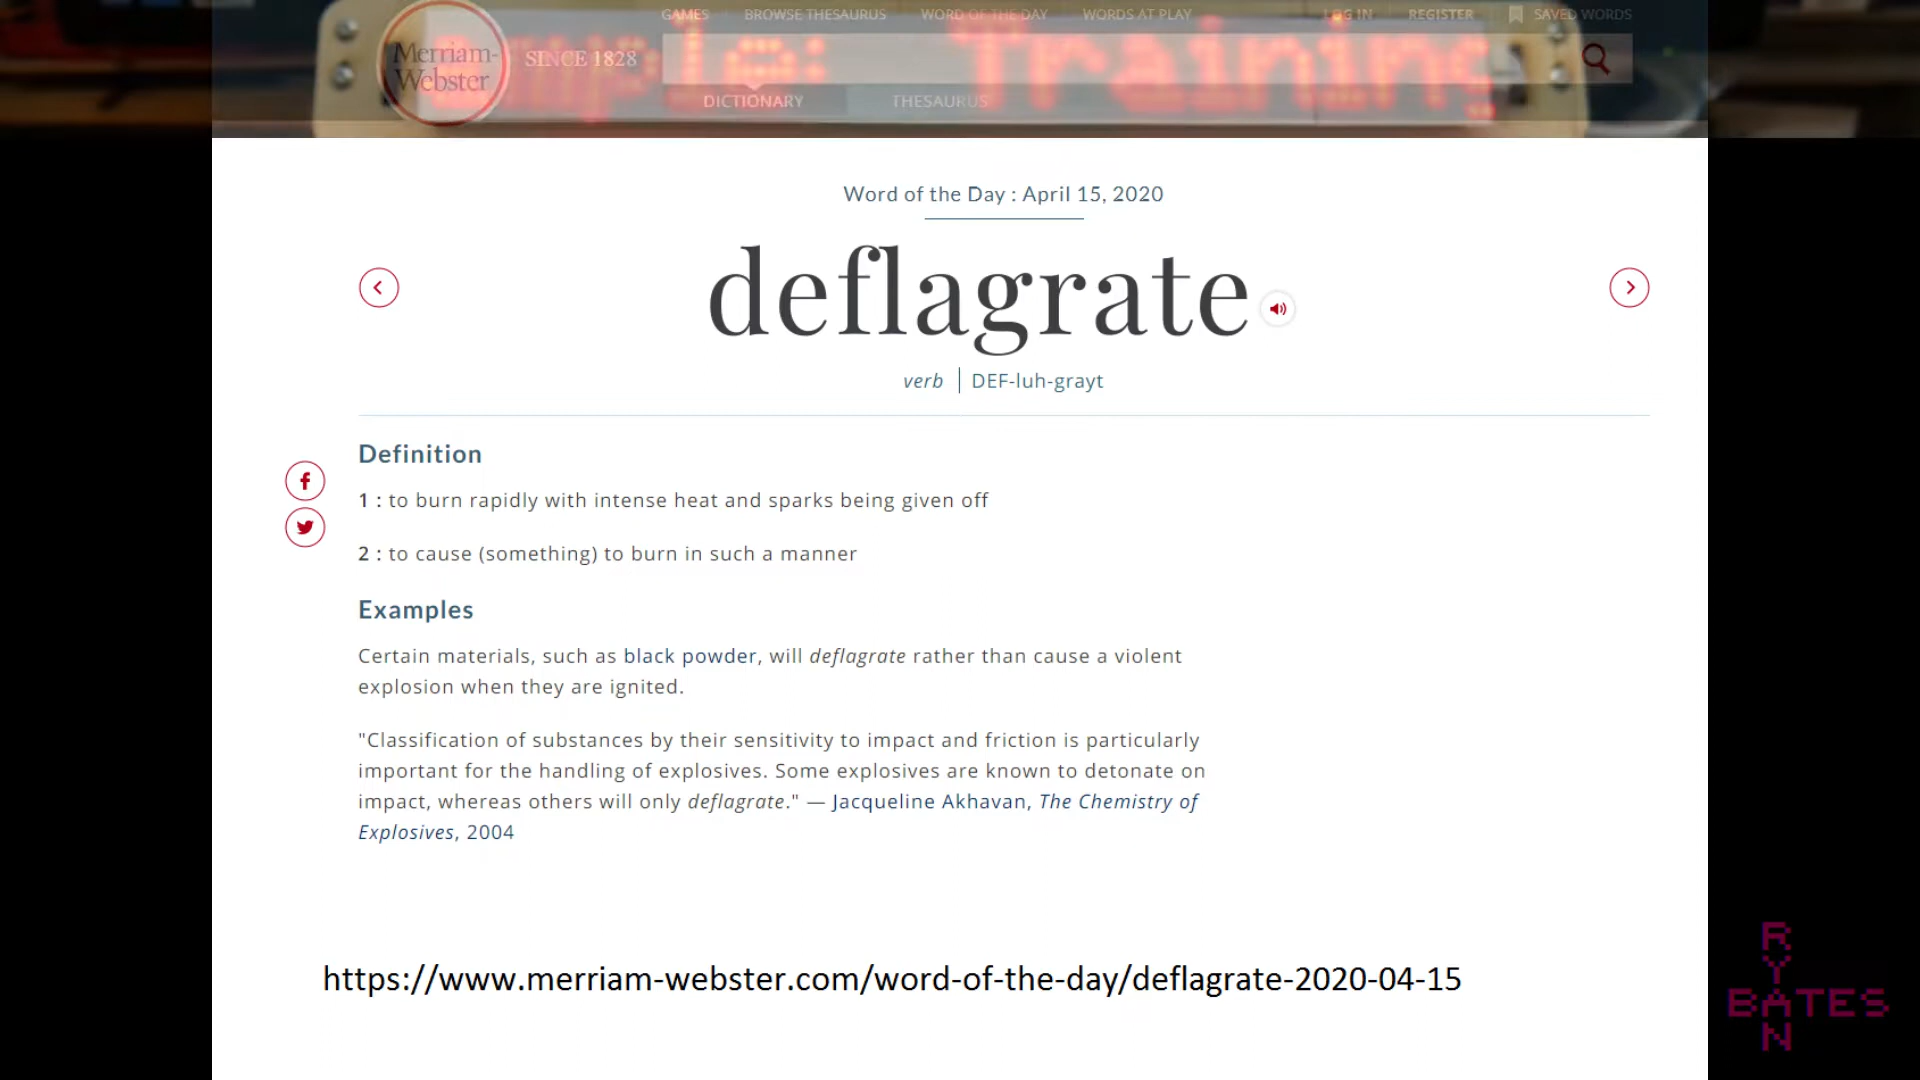 GAMES BROWSE THESAURUS WORD OF THE DAY WORDS AT PLAY LOG IN REGISTER SAVED WORDS
Merriam-
Webster
SINCE 1828
ample: Training
DICTIONARY THESAURUS
Word of the Day : April 15, 2020
deflagrate
verb | DEF-luh-grayt
Definition
1 : to burn rapidly with intense heat and sparks being given off
2 : to cause (something) to burn in such a manner
Examples
Certain materials, such as black powder, will deflagrate rather than cause a violent
explosion when they are ignited.
"Classification of substances by their sensitivity to impact and friction is particularly
important for the handling of explosives. Some explosives are known to detonate on
impact, whereas others will only deflagrate." — Jacqueline Akhavan, The Chemistry of
Explosives, 2004
https://www.merriam-webster.com/word-of-the-day/deflagrate-2020-04-15
RYAN
BATES